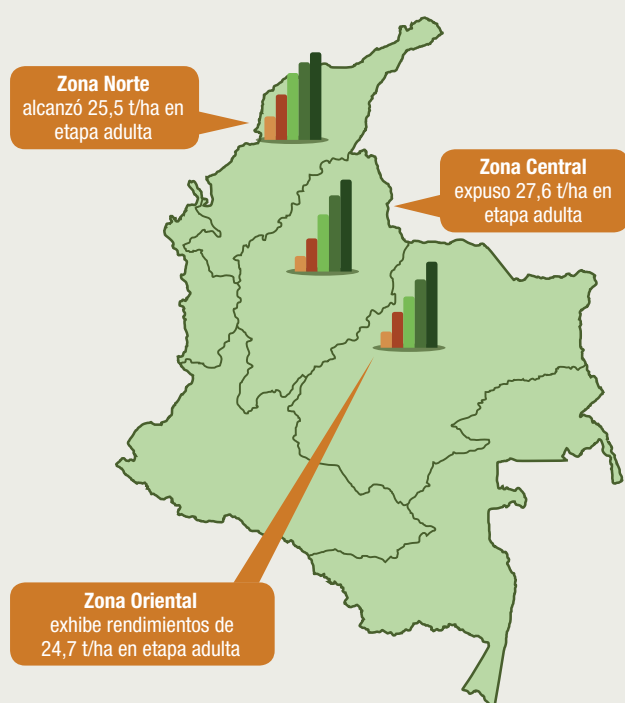 Zona Norte
alcanzó 25,5 t/ha en
etapa adulta
Zona Central
expuso 27,6 t/ha en
etapa adulta
Zona Oriental
exhibe rendimientos de
24,7 t/ha en etapa adulta